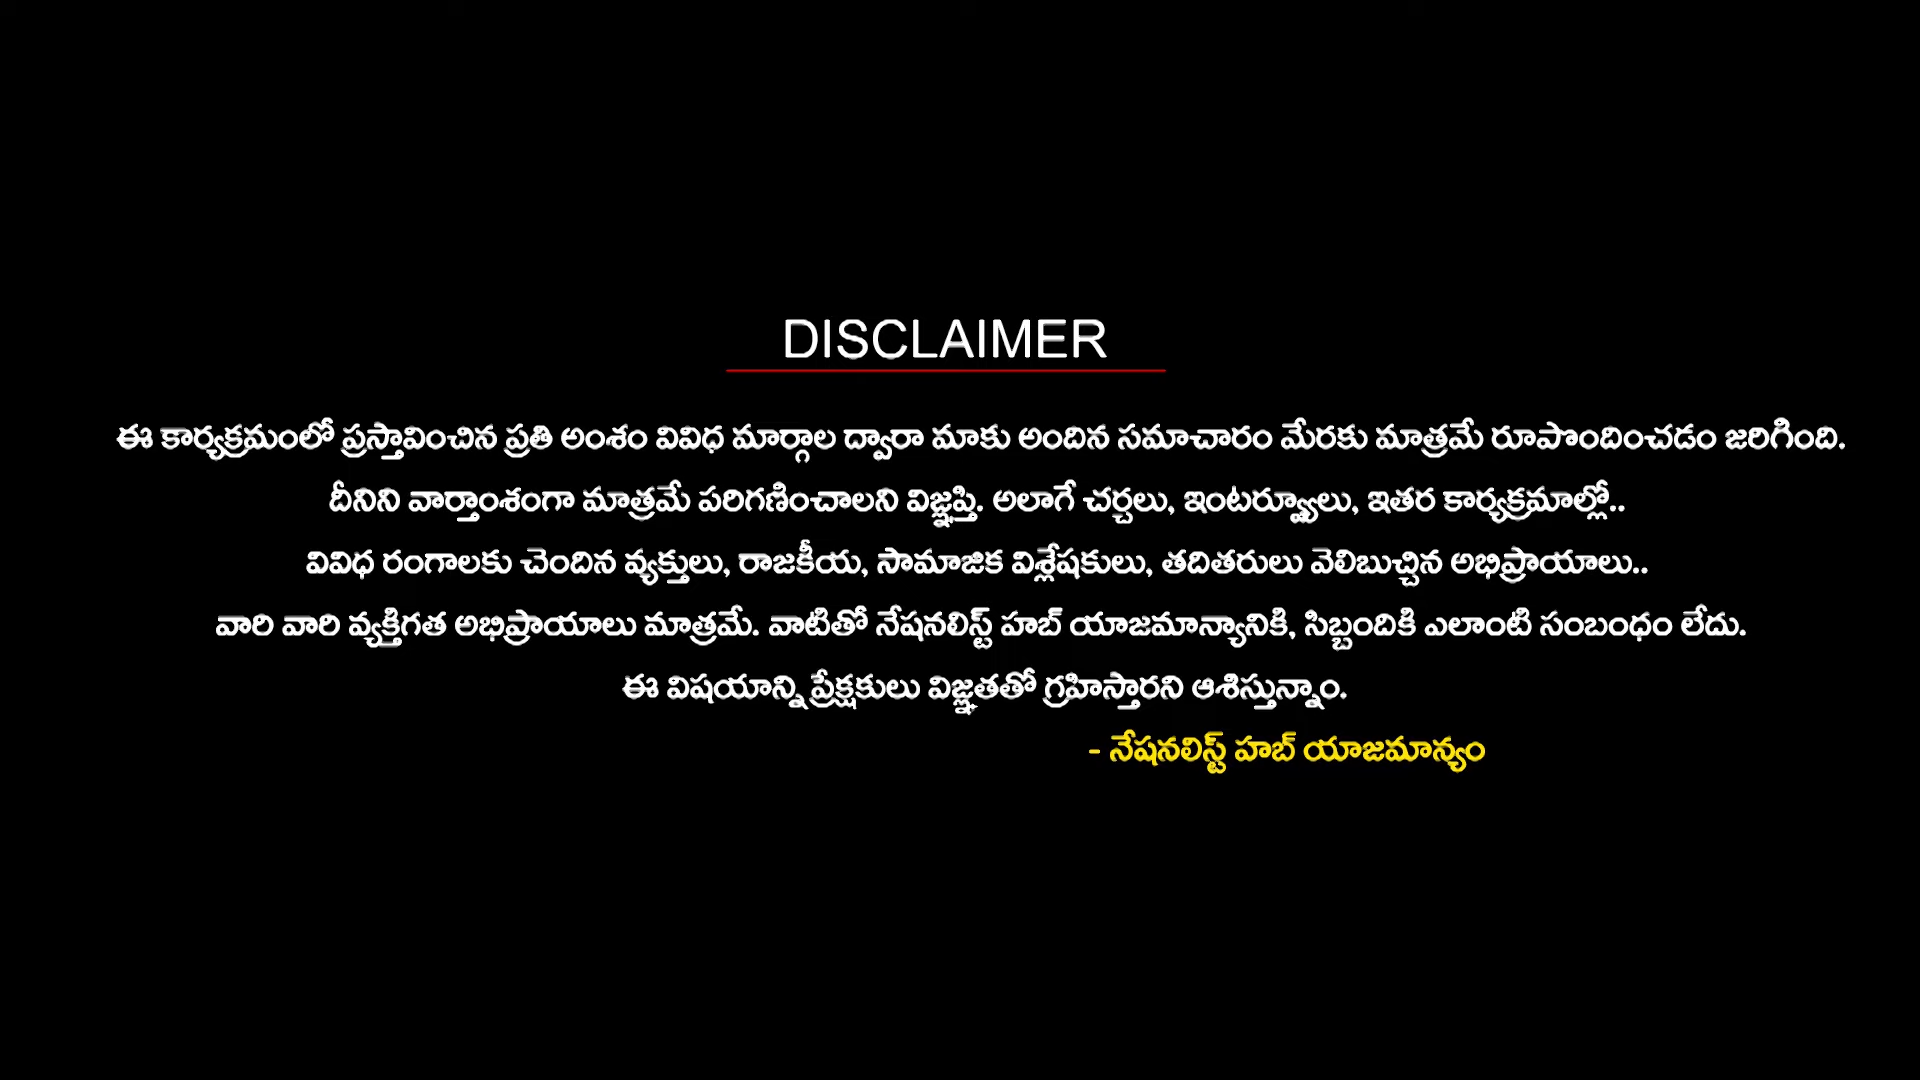 DISCLAIMER
ఈ కార్యక్రమంలో ప్రస్తావించిన ప్రతి అంశం వివిధ మార్గాల ద్వారా మాకు అందిన సమాచారం మేరకు మాత్రమే రూపొందించడం జరిగింది.
దీనిని వార్తాంశంగా మాత్రమే పరిగణించాలని విజ్ఞప్తి. అలాగే చర్చలు, ఇంటర్వ్యూలు, ఇతర కార్యక్రమాల్లో..
వివిధ రంగాలకు చెందిన వ్యక్తులు, రాజకీయ, సామాజిక విశ్లేషకులు, తదితరులు వెలిబుచ్చిన అభిప్రాయాలు..
వారి వారి వ్యక్తిగత అభిప్రాయాలు మాత్రమే. వాటితో నేషనలిస్ట్ హబ్ యాజమాన్యానికి, సిబ్బందికి ఎలాంటి సంబంధం లేదు.
ఈ విషయాన్ని ప్రేక్షకులు విజ్ఞతతో గ్రహిస్తారని ఆశిస్తున్నాం.
- నేషనలిస్ట్ హబ్ యాజమాన్యం